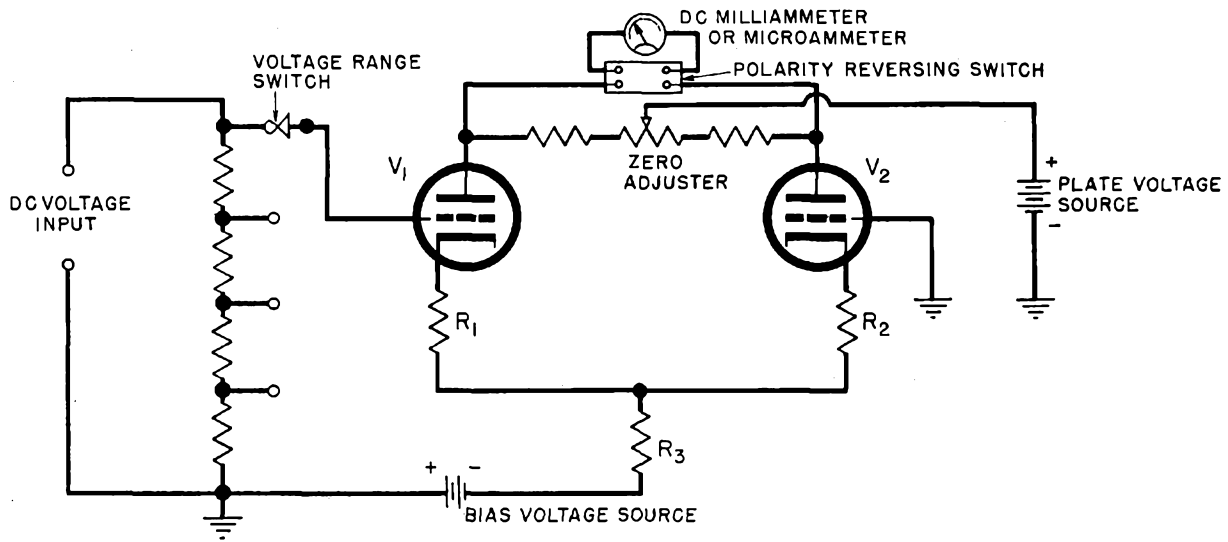 DC MILLIAMMETER
OR MICROAMMETER
VOLTAGE RANGE
SWITCH
POLARITY REVERSING SWITCH
V1
ZERO
ADJUSTER
V2
+
PLATE VOLTAGE
SOURCE
-
DC VOLTAGE
INPUT
R1
R2
R3
+ -
BIAS VOLTAGE SOURCE